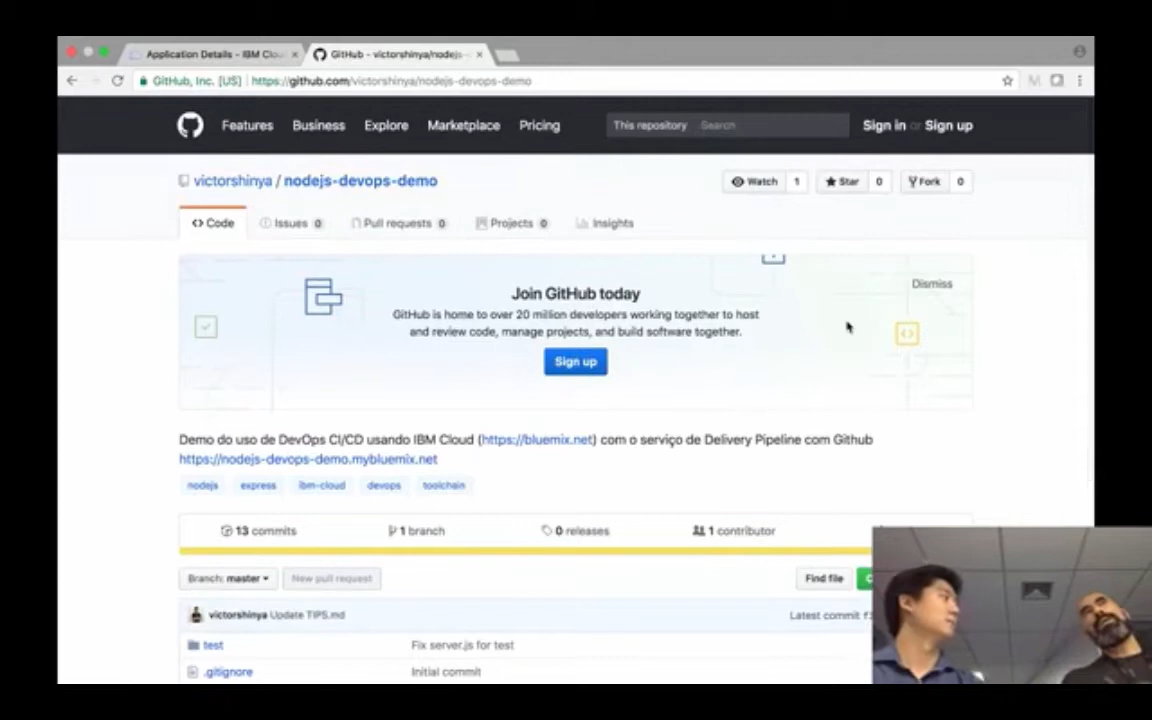 Application Details - IBM Clou
GitHub - victorshinya/nodejs-
GitHub, Inc. [US] https://github.com/victorshinya/nodejs-devops-demo
Features Business Explore Marketplace Pricing This repository Search Sign in or Sign up
victorshinya / nodejs-devops-demo
Watch 1 Star 0 Fork 0
Code Issues 0 Pull requests 0 Projects 0 Insights
Dismiss
Join GitHub today
GitHub is home to over 20 million developers working together to host
and review code, manage projects, and build software together.
Sign up
Demo do uso de DevOps CI/CD usando IBM Cloud (https://bluemix.net) com o serviço de Delivery Pipeline com Github
https://nodejs-devops-demo.mybluemix.net
nodejs express ibm-cloud devops toolchain
13 commits 1 branch 0 releases 1 contributor
Branch: master New pull request Find file
victorshinya Update TIPS.md Latest commit
test Fix server.js for test
.gitignore Initial commit